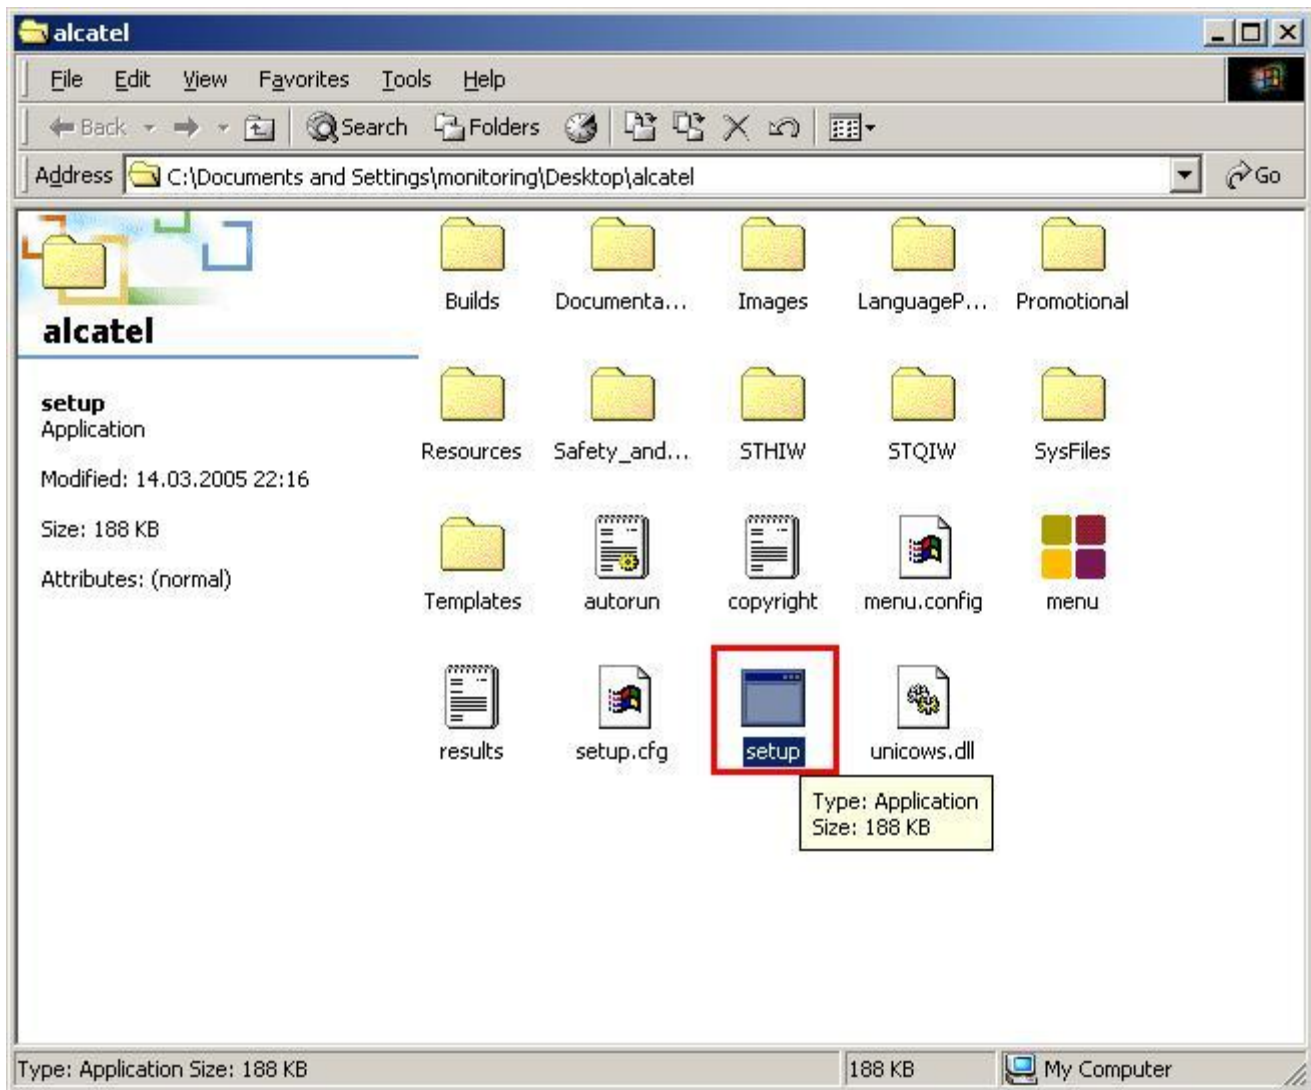 alcatel
File Edit View Favorites Tools Help
Back Search Folders
Address C:\Documents and Settings\monitoring\Desktop\alcatel Go
alcatel
setup
Application
Modified: 14.03.2005 22:16
Size: 188 KB
Attributes: (normal)
Builds Documenta... Images LanguageP... Promotional
Resources Safety_and... STHIW STQIW SysFiles
Templates autorun copyright menu.config menu
results setup.cfg setup unicows.dll
Type: Application
Size: 188 KB
Type: Application Size: 188 KB 188 KB My Computer